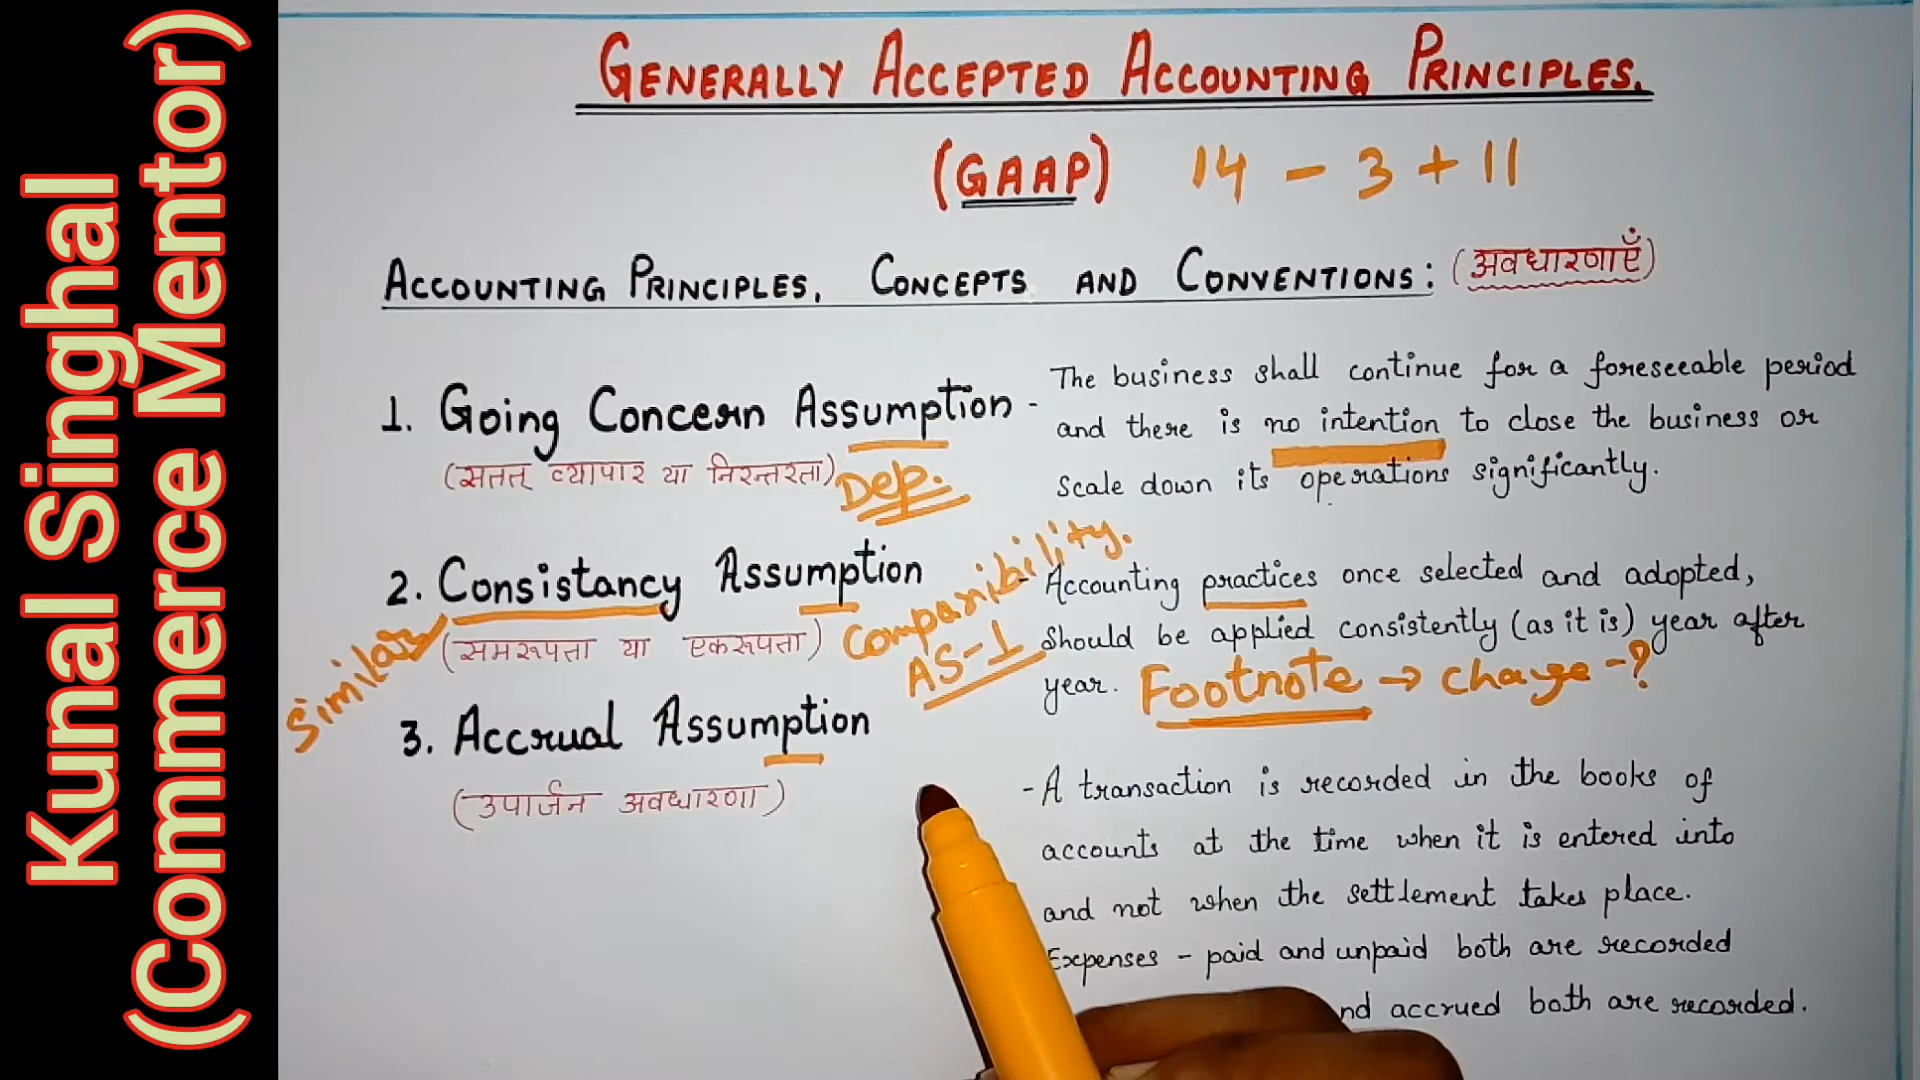 Kunal Singhal
(Commerce Mentor)
GENERALLY ACCEPTED ACCOUNTING PRINCIPLES.
(GAAP) 14 - 3 + 11
ACCOUNTING PRINCIPLES, CONCEPTS AND CONVENTIONS: (अवधारणाएँ)
1. Going Concern Assumption - The business shall continue for a foreseeable period
and there is no intention to close the business or
scale down its operations significantly.
(सतत् व्यापार या निरन्तरता) Dep.
2. Consistancy Assumption - Accounting practices once selected and adopted,
should be applied consistently (as it is) year after
year. Footnote → change - ?
(समरूपता या एकरूपता) Comparibility.
AS-1
Similar
3. Accrual Assumption - A transaction is recorded in the books of
accounts at the time when it is entered into
and not when the settlement takes place.
Expenses - paid and unpaid both are recorded
nd accrued both are recorded.
(उपार्जन अवधारणा)